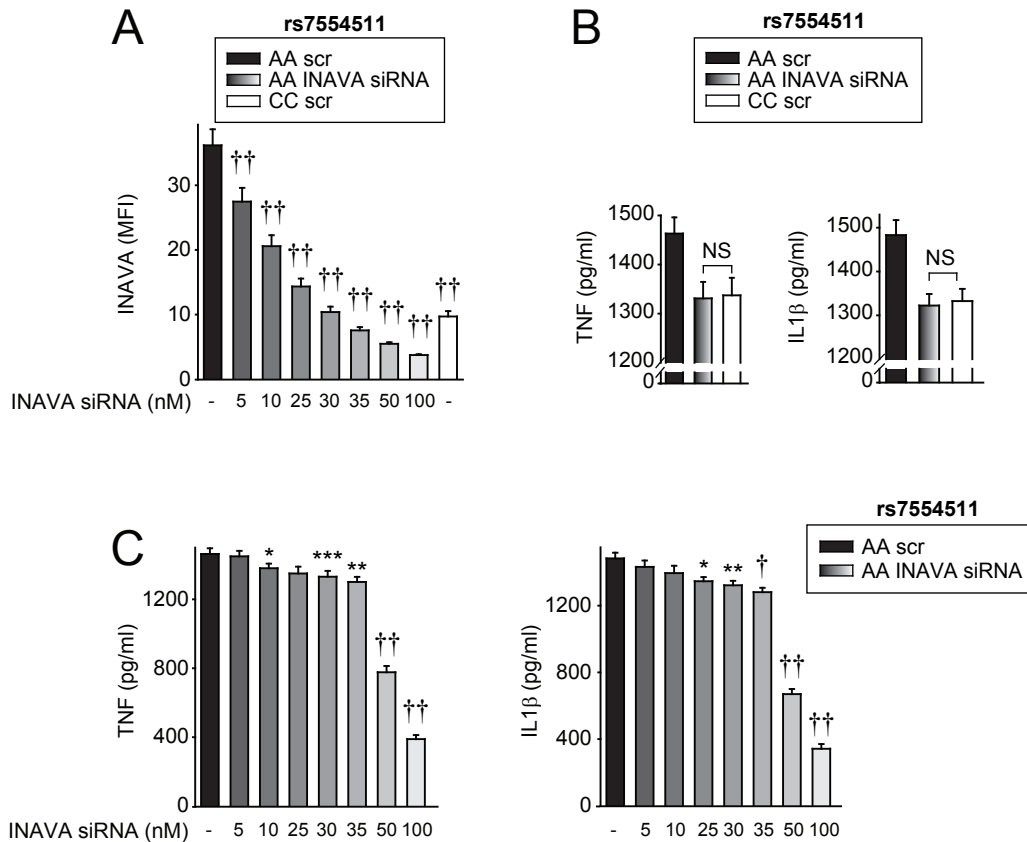 A
rs7554511
AA scr
AA INAVA siRNA
CC scr
INAVA (MFI)
30
20
10
0
†† †† †† †† †† †† †† ††
INAVA siRNA (nM) - 5 10 25 30 35 50 100 -
B
rs7554511
AA scr
AA INAVA siRNA
CC scr
TNF (pg/ml)
1500
1400
1300
1200
0
NS
IL1β (pg/ml)
1500
1400
1300
1200
0
NS
C
TNF (pg/ml)
1200
800
400
0
* *** ** †† ††
INAVA siRNA (nM) - 5 10 25 30 35 50 100
IL1β (pg/ml)
1200
800
400
0
* ** † †† ††
- 5 10 25 30 35 50 100
rs7554511
AA scr
AA INAVA siRNA